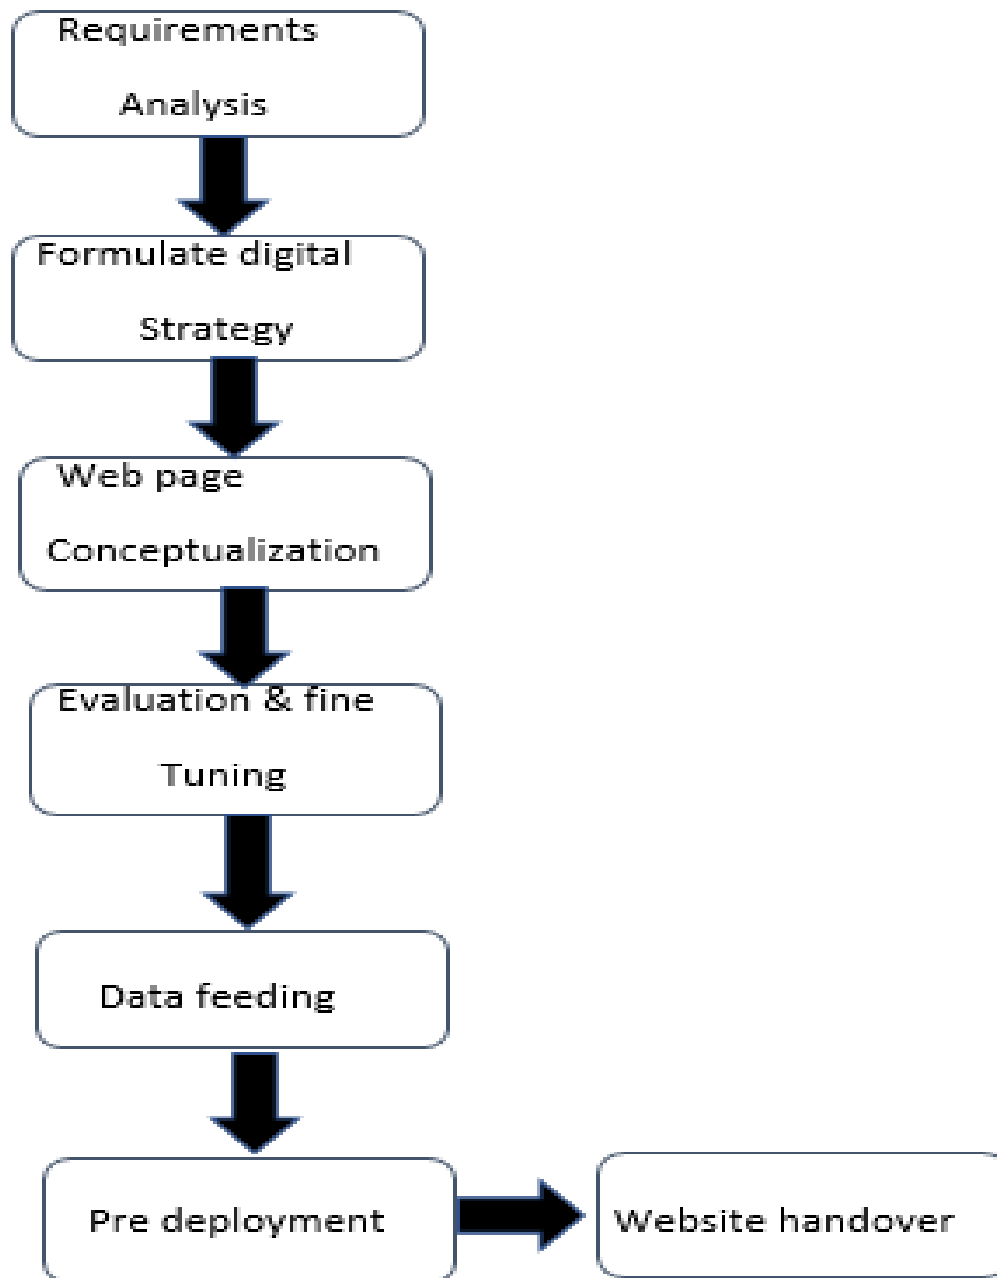 Requirements
Analysis
Formulate digital
Strategy
Web page
Conceptualization
Evaluation & fine
Tuning
Data feeding
Pre deployment
Website handover